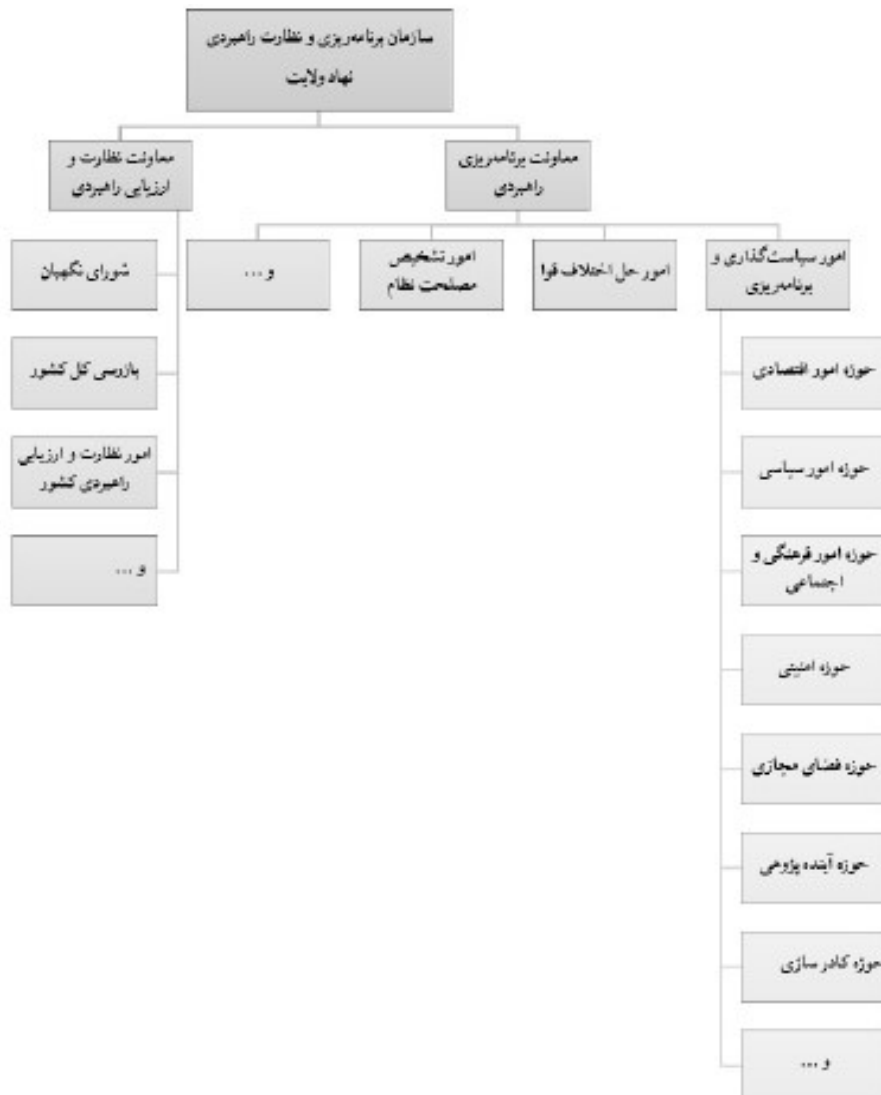 سازمان برنامه‌ریزی و نظارت راهبردی
نهاد ولایت
معاونت برنامه‌ریزی
راهبردی
معاونت نظارت و
ارزیابی راهبردی
امور سیاست‌گذاری و
برنامه‌ریزی
امور حل اختلاف قوا
امور تشخیص
مصلحت نظام
و ...
حوزه امور اقتصادی
حوزه امور سیاسی
حوزه امور فرهنگی و
اجتماعی
حوزه امنیتی
حوزه فضای مجازی
حوزه آینده پژوهی
حوزه کادر سازی
و ...
شورای نگهبان
بازرسی کل کشور
امور نظارت و ارزیابی
راهبردی کشور
و ...